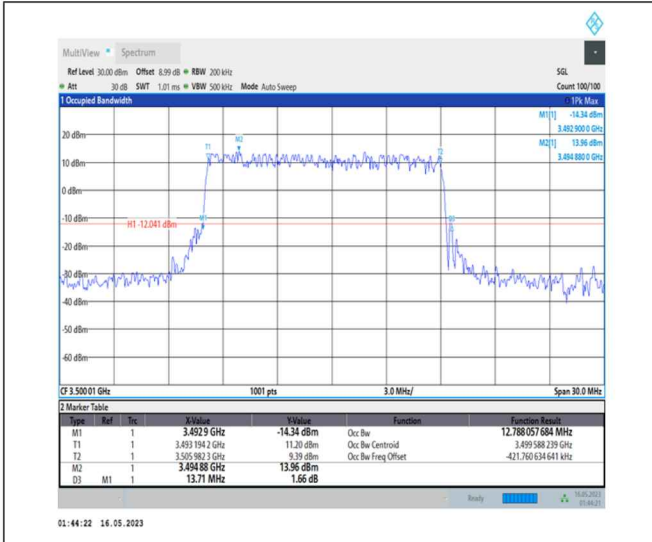 MultiView Spectrum
Ref Level 30.00 dBm Offset 8.99 dB RBW 200 kHz SGL
Att 30 dB SWT 1.01 ms VBW 500 kHz Mode Auto Sweep Count 100/100
1 Occupied Bandwidth 1Pk Max
M1[1] -14.34 dBm
3.492 900 0 GHz
M2[1] 13.96 dBm
3.494 880 0 GHz
20 dBm
T1 M2 T2
10 dBm
0 dBm
-10 dBm
M1
H1 -12.041 dBm
-30 dBm
-40 dBm
-50 dBm
-60 dBm
CF 3.500 01 GHz 1001 pts 3.0 MHz/ Span 30.0 MHz
2 Marker Table
Type Ref Trc X-Value Y-Value Function Function Result
M1 1 3.492 9 GHz -14.34 dBm Occ Bw 12.788 057 684 MHz
T1 1 3.493 194 2 GHz 11.20 dBm Occ Bw Centroid 3.499 588 239 GHz
T2 1 3.505 982 3 GHz 9.39 dBm Occ Bw Freq Offset -421.760 634 641 kHz
M2 1 3.494 88 GHz 13.96 dBm
D3 M1 1 13.71 MHz 1.66 dB
Ready 16.05.2023
01:44:21
01:44:22 16.05.2023